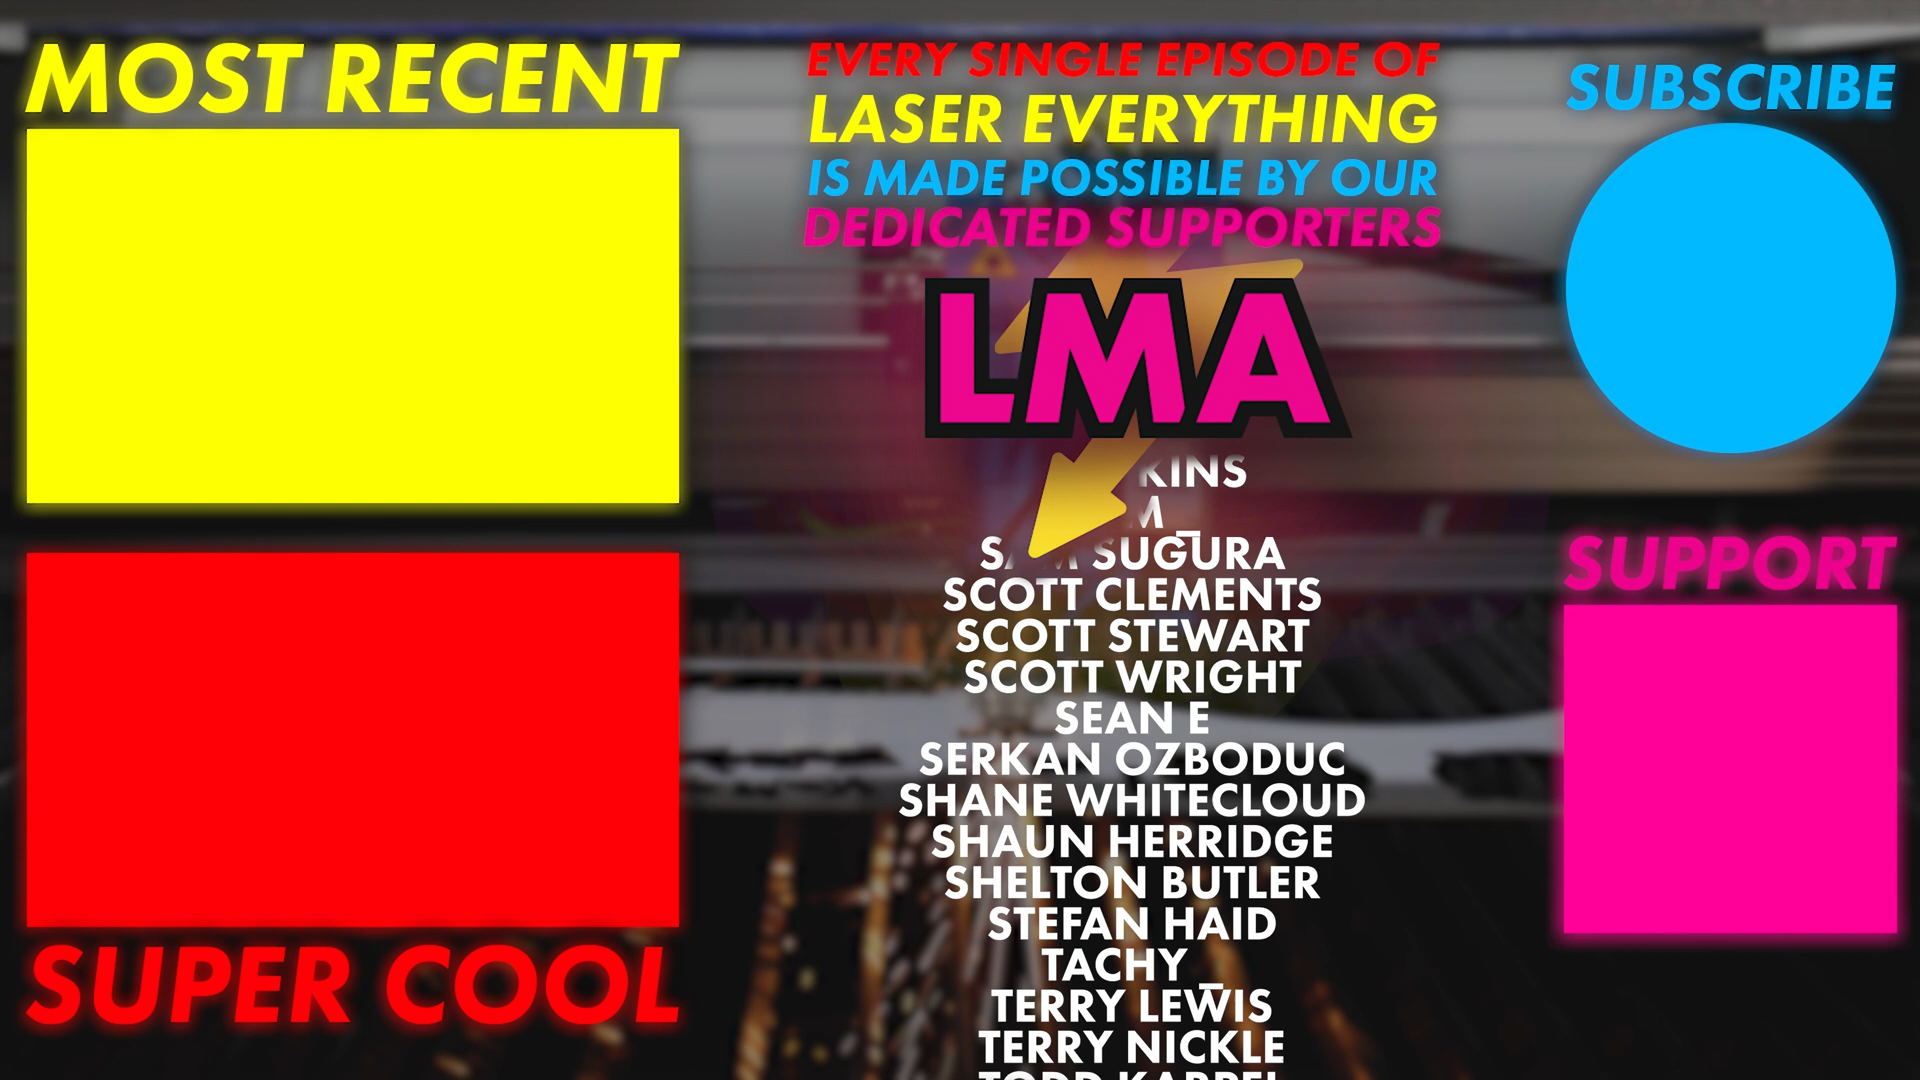 MOST RECENT
SUPER COOL
EVERY SINGLE EPISODE OF
LASER EVERYTHING
IS MADE POSSIBLE BY OUR
DEDICATED SUPPORTERS
LMA
SUGURA
SCOTT CLEMENTS
SCOTT STEWART
SCOTT WRIGHT
SEAN E
SERKAN OZBODUC
SHANE WHITECLOUD
SHAUN HERRIDGE
SHELTON BUTLER
STEFAN HAID
TACHY _
TERRY LEWIS
TERRY NICKLE
SUBSCRIBE
SUPPORT